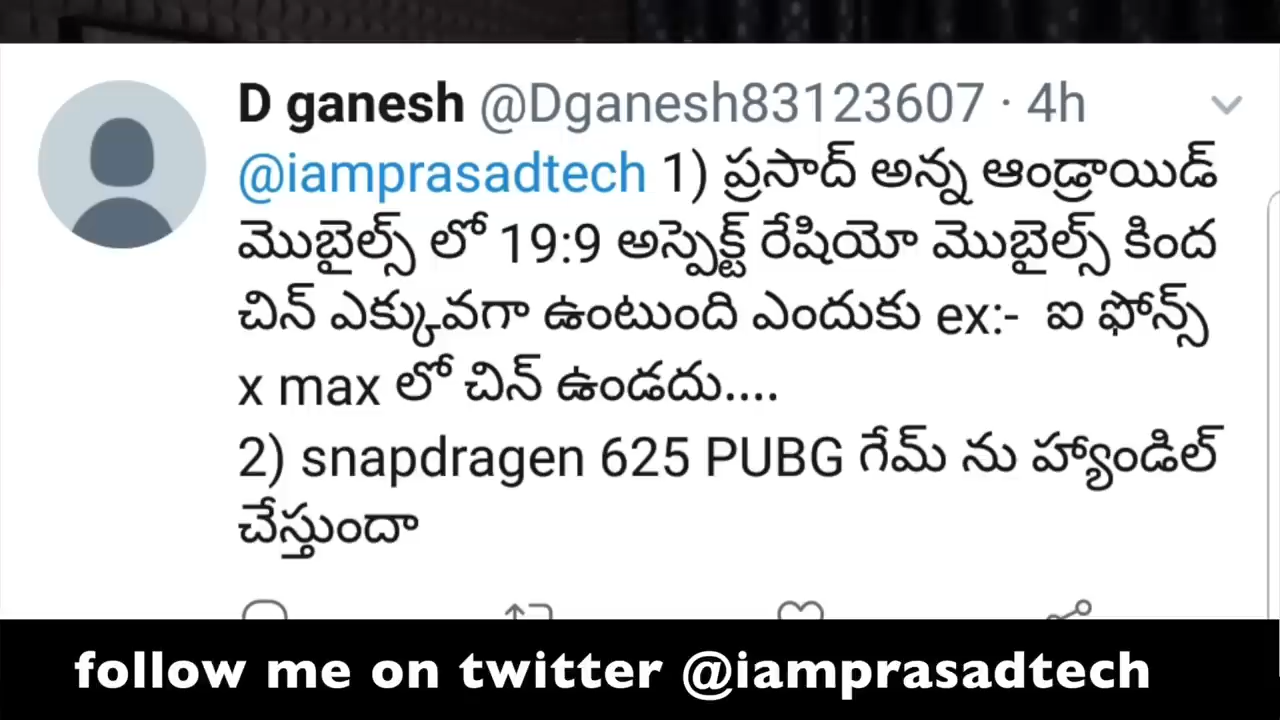 D ganesh @Dganesh83123607 · 4h
@iamprasadtech 1) ప్రసాద్ అన్న ఆండ్రాయిడ్
మొబైల్స్ లో 19:9 అస్పెక్ట్ రేషియో మొబైల్స్ కింద
చిన్ ఎక్కువగా ఉంటుంది ఎందుకు ex:- ఐ ఫోన్స్
x max లో చిన్ ఉండదు....
2) snapdragen 625 PUBG గేమ్ ను హ్యాండిల్
చేస్తుందా
follow me on twitter @iamprasadtech